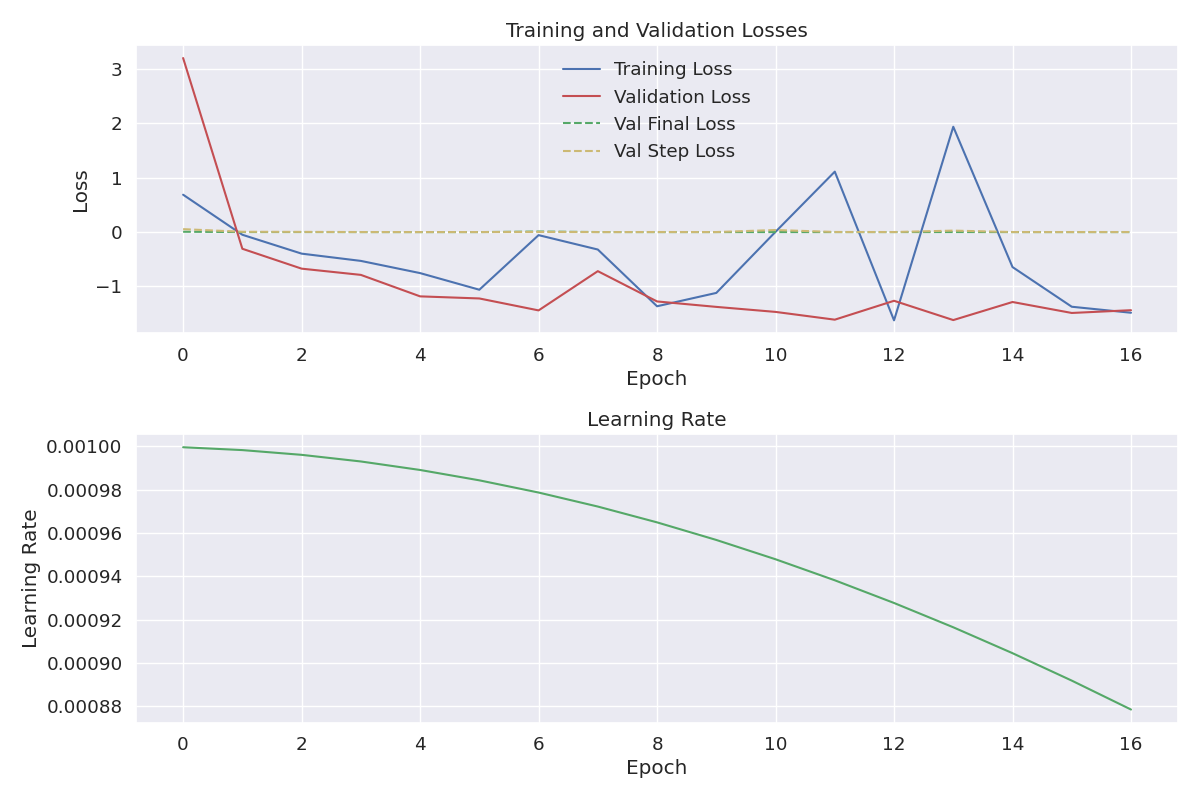 Training and Validation Losses
Training Loss
Validation Loss
Val Final Loss
Val Step Loss
Loss
3
2
1
0
−1
0 2 4 6 8 10 12 14 16
Epoch
Learning Rate
Learning Rate
0.00100
0.00098
0.00096
0.00094
0.00092
0.00090
0.00088
0 2 4 6 8 10 12 14 16
Epoch